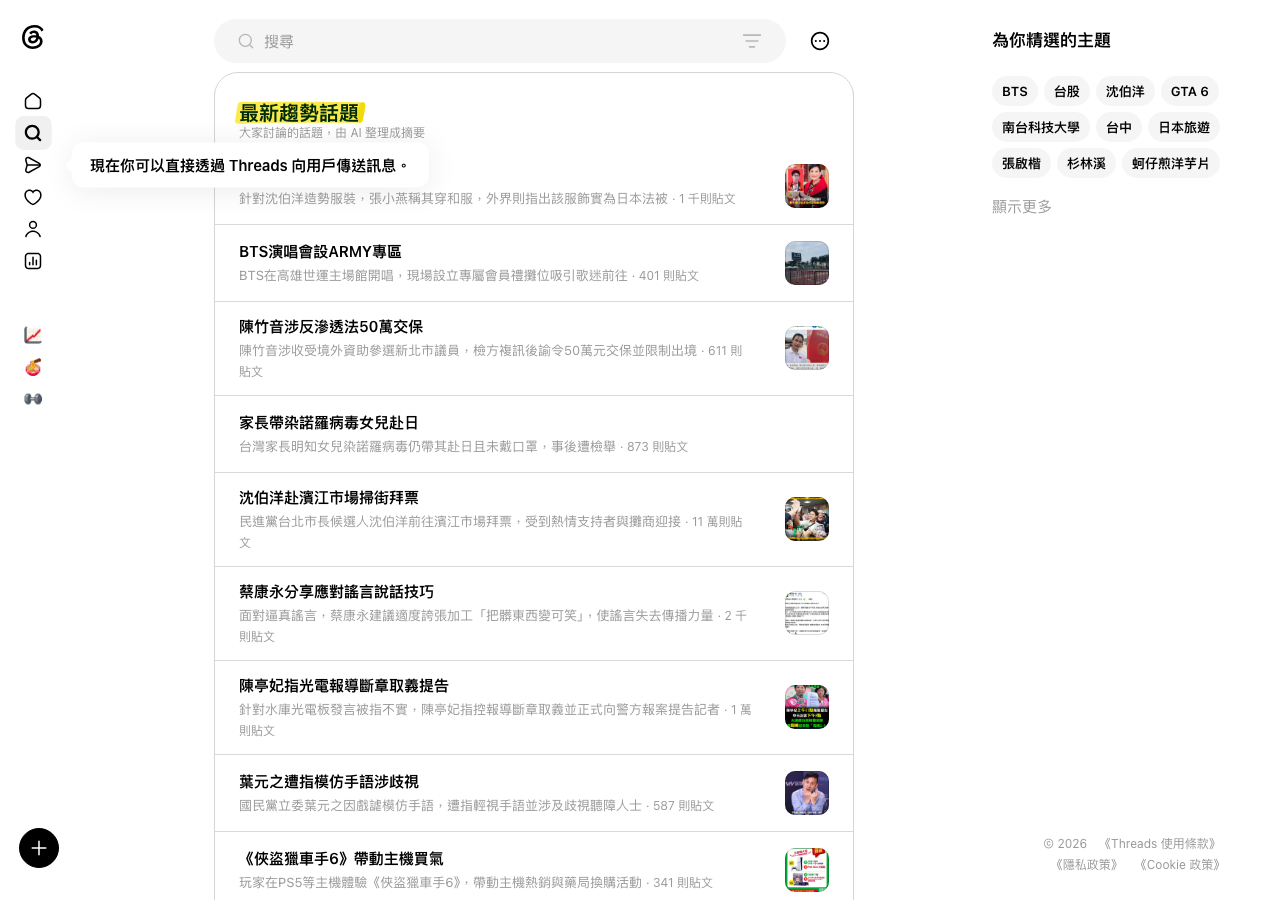 搜尋
最新趨勢話題
大家討論的話題，由 AI 整理成摘要
現在你可以直接透過 Threads 向用戶傳送訊息。
針對沈伯洋造勢服裝，張小燕稱其穿和服，外界則指出該服飾實為日本法被 · 1 千則貼文
BTS演唱會設ARMY專區
BTS在高雄世運主場館開唱，現場設立專屬會員禮攤位吸引歌迷前往 · 401 則貼文
陳竹音涉反滲透法50萬交保
陳竹音涉收受境外資助參選新北市議員，檢方複訊後諭令50萬元交保並限制出境 · 611 則
貼文
家長帶染諾羅病毒女兒赴日
台灣家長明知女兒染諾羅病毒仍帶其赴日且未戴口罩，事後遭檢舉 · 873 則貼文
沈伯洋赴濱江市場掃街拜票
民進黨台北市長候選人沈伯洋前往濱江市場拜票，受到熱情支持者與攤商迎接 · 11 萬則貼
文
蔡康永分享應對謠言說話技巧
面對逼真謠言，蔡康永建議適度誇張加工「把髒東西變可笑」，使謠言失去傳播力量 · 2 千
則貼文
陳亭妃指光電報導斷章取義提告
針對水庫光電板發言被指不實，陳亭妃指控報導斷章取義並正式向警方報案提告記者 · 1 萬
則貼文
葉元之遭指模仿手語涉歧視
國民黨立委葉元之因戲謔模仿手語，遭指輕視手語並涉及歧視聽障人士 · 587 則貼文
《俠盜獵車手6》帶動主機買氣
玩家在PS5等主機體驗《俠盜獵車手6》，帶動主機熱銷與藥局換購活動 · 341 則貼文
為你精選的主題
BTS 台股 沈伯洋 GTA 6
南台科技大學 台中 日本旅遊
張啟楷 杉林溪 蚵仔煎洋芋片
顯示更多
© 2026 《Threads 使用條款》
《隱私政策》 《Cookie 政策》